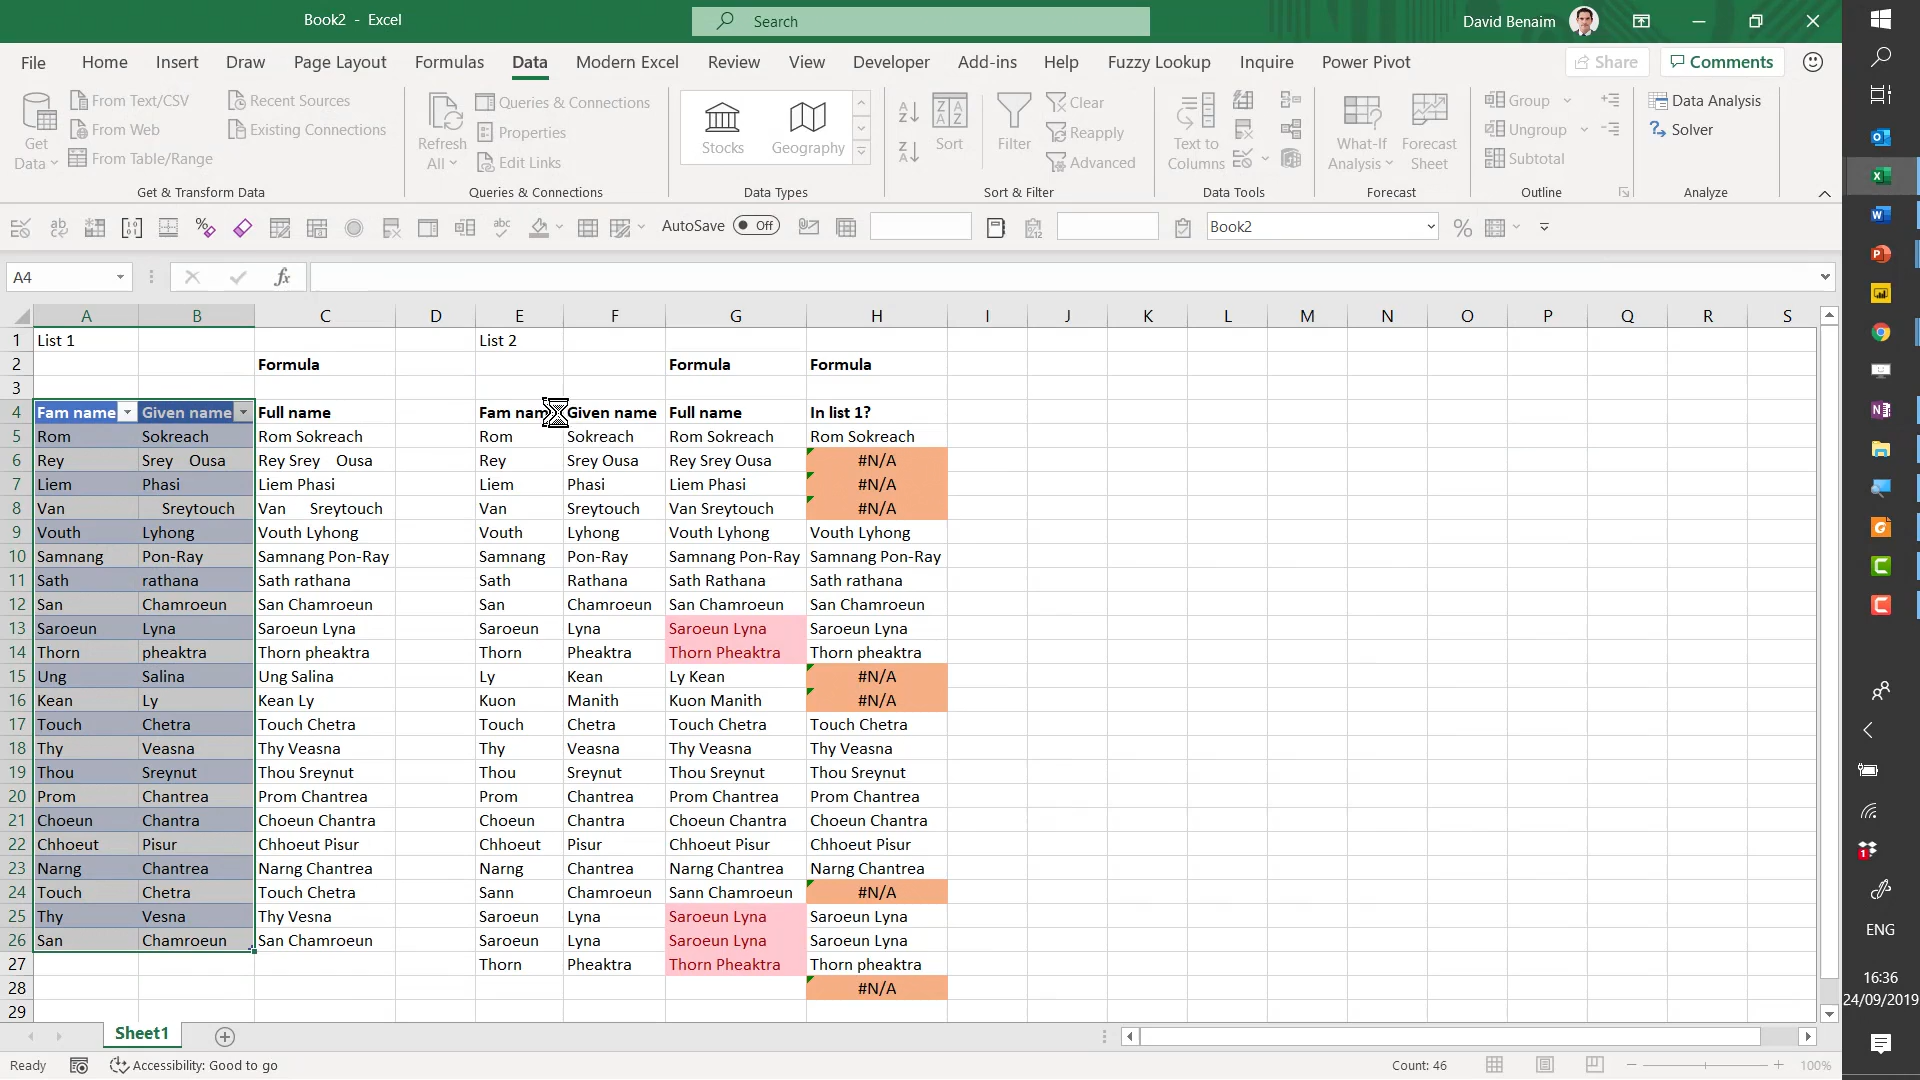 Book2 - Excel
Search
David Benaim
File Home Insert Draw Page Layout Formulas Data Modern Excel Review View Developer Add-ins Help Fuzzy Lookup Inquire Power Pivot Share Comments
Get Data
From Text/CSV
From Web
From Table/Range
Recent Sources
Existing Connections
Get & Transform Data
Refresh All
Queries & Connections
Properties
Edit Links
Queries & Connections
Stocks
Geography
Data Types
Sort
Filter
Clear
Reapply
Advanced
Sort & Filter
Text to Columns
Data Tools
What-If Analysis
Forecast Sheet
Forecast
Group
Ungroup
Subtotal
Outline
Data Analysis
Solver
Analyze
AutoSave Off
Book2
A4
fx
A B C D E F G H I J K L M N O P Q R S
1 List 1 List 2
2 Formula Formula Formula
3
4 Fam name Given name Full name Fam nam Given name Full name In list 1?
5 Rom Sokreach Rom Sokreach Rom Sokreach Rom Sokreach Rom Sokreach
6 Rey Srey Ousa Rey Srey Ousa Rey Srey Ousa Rey Srey Ousa #N/A
7 Liem Phasi Liem Phasi Liem Phasi Liem Phasi #N/A
8 Van Sreytouch Van Sreytouch Van Sreytouch Van Sreytouch #N/A
9 Vouth Lyhong Vouth Lyhong Vouth Lyhong Vouth Lyhong Vouth Lyhong
10 Samnang Pon-Ray Samnang Pon-Ray Samnang Pon-Ray Samnang Pon-Ray Samnang Pon-Ray
11 Sath rathana Sath rathana Sath Rathana Sath Rathana Sath rathana
12 San Chamroeun San Chamroeun San Chamroeun San Chamroeun San Chamroeun
13 Saroeun Lyna Saroeun Lyna Saroeun Lyna Saroeun Lyna Saroeun Lyna
14 Thorn pheaktra Thorn pheaktra Thorn Pheaktra Thorn Pheaktra Thorn pheaktra
15 Ung Salina Ung Salina Ly Kean Ly Kean #N/A
16 Kean Ly Kean Ly Kuon Manith Kuon Manith #N/A
17 Touch Chetra Touch Chetra Touch Chetra Touch Chetra Touch Chetra
18 Thy Veasna Thy Veasna Thy Veasna Thy Veasna Thy Veasna
19 Thou Sreynut Thou Sreynut Thou Sreynut Thou Sreynut Thou Sreynut
20 Prom Chantrea Prom Chantrea Prom Chantrea Prom Chantrea Prom Chantrea
21 Choeun Chantra Choeun Chantra Choeun Chantra Choeun Chantra Choeun Chantra
22 Chhoeut Pisur Chhoeut Pisur Chhoeut Pisur Chhoeut Pisur Chhoeut Pisur
23 Narng Chantrea Narng Chantrea Narng Chantrea Narng Chantrea Narng Chantrea
24 Touch Chetra Touch Chetra Sann Chamroeun Sann Chamroeun #N/A
25 Thy Vesna Thy Vesna Saroeun Lyna Saroeun Lyna Saroeun Lyna
26 San Chamroeun San Chamroeun Saroeun Lyna Saroeun Lyna Saroeun Lyna
27 Thorn Pheaktra Thorn Pheaktra Thorn pheaktra
28 #N/A
29
Sheet1
Ready
Accessibility: Good to go
Count: 46
100%
ENG
16:36
24/09/2019